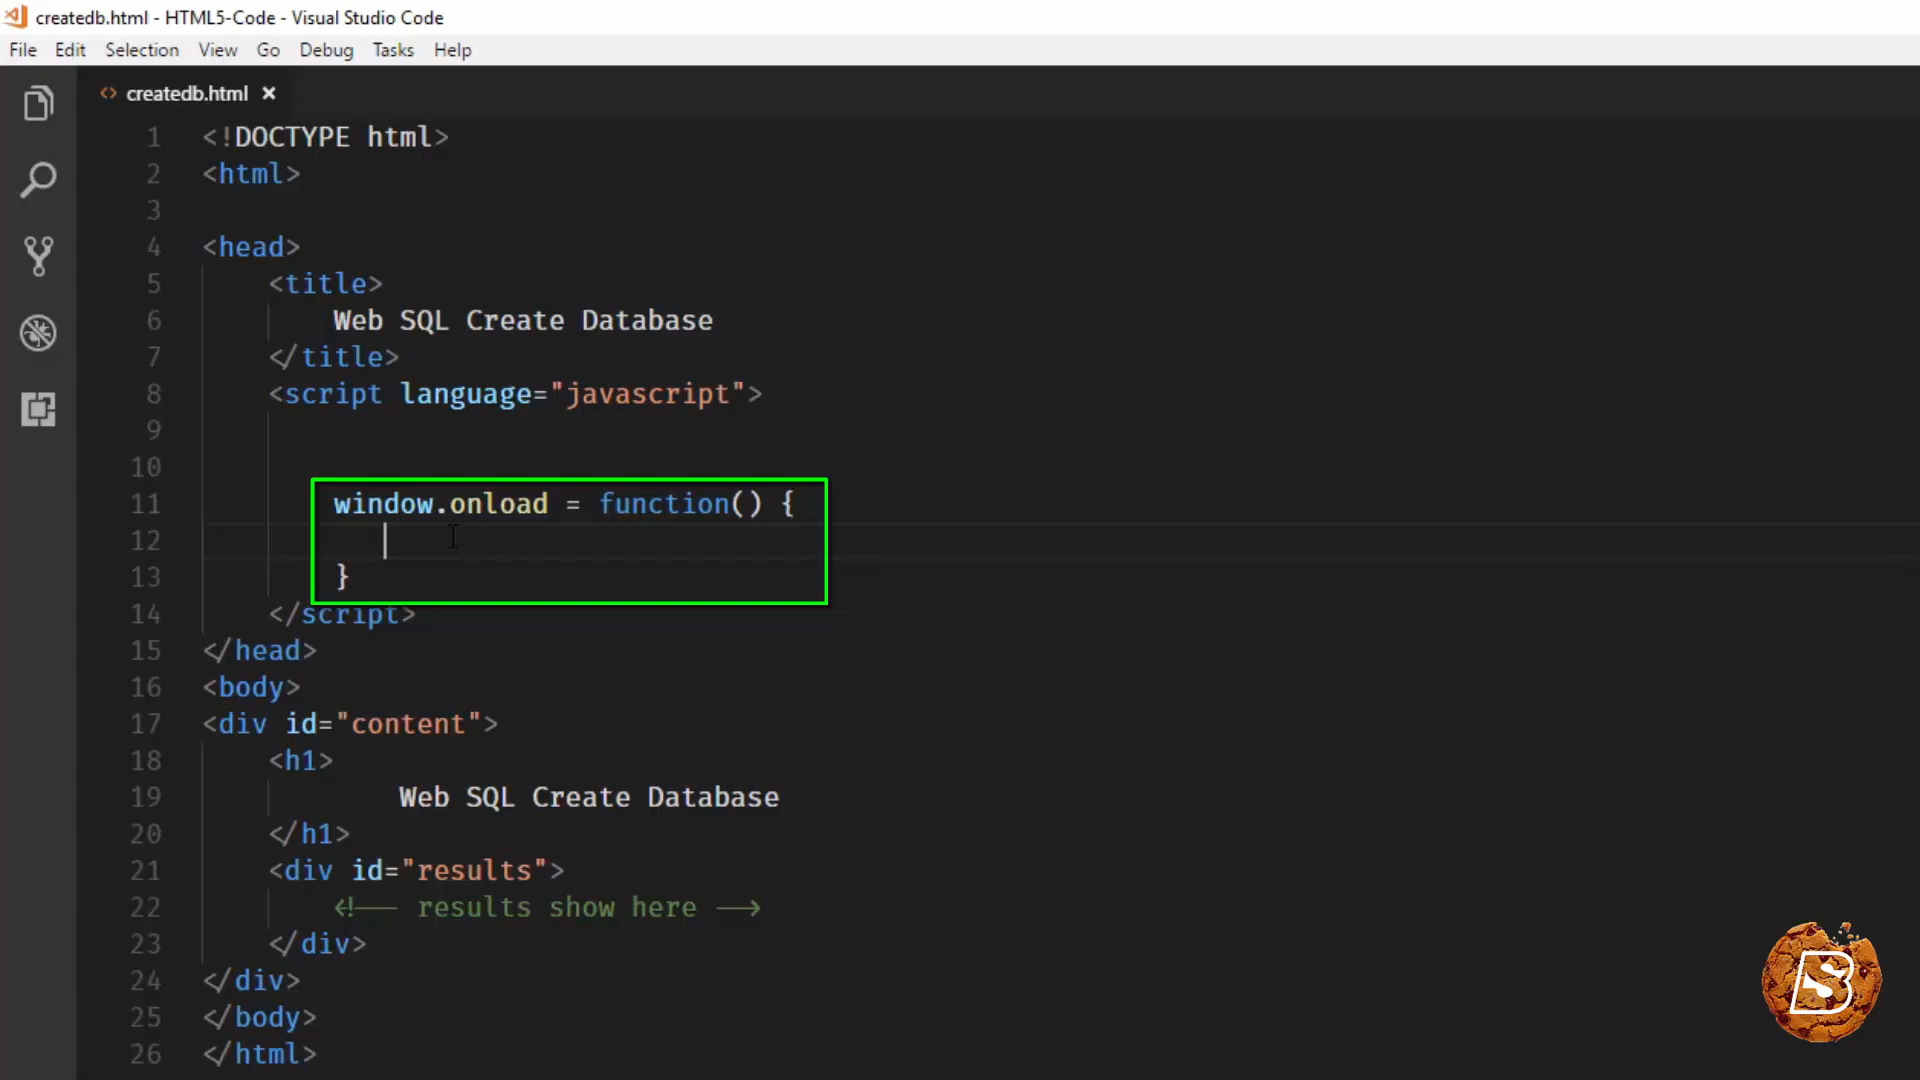 createdb.html - HTML5-Code - Visual Studio Code
File Edit Selection View Go Debug Tasks Help
createdb.html
1 <!DOCTYPE html>
2 <html>
3
4 <head>
5 <title>
6 Web SQL Create Database
7 </title>
8 <script language="javascript">
9
10
11 window.onload = function() {
12
13 }
14 </script>
15 </head>
16 <body>
17 <div id="content">
18 <h1>
19 Web SQL Create Database
20 </h1>
21 <div id="results">
22 <!-- results show here -->
23 </div>
24 </div>
25 </body>
26 </html>
B